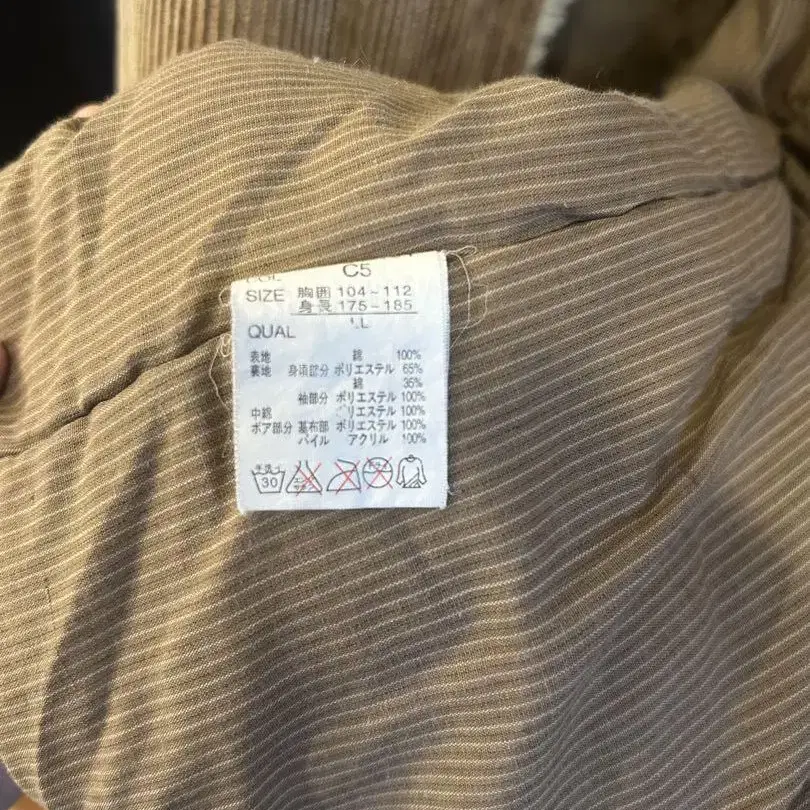 C5
SIZE 胸囲 104~112
身長 175~185
LL
QUAL
表地 綿 100%
裏地 身頃部分 ポリエステル 65%
綿 35%
袖部分 ポリエステル 100%
中綿 ポリエステル 100%
ボア部分 基布部 ポリエステル 100%
パイル アクリル 100%
30